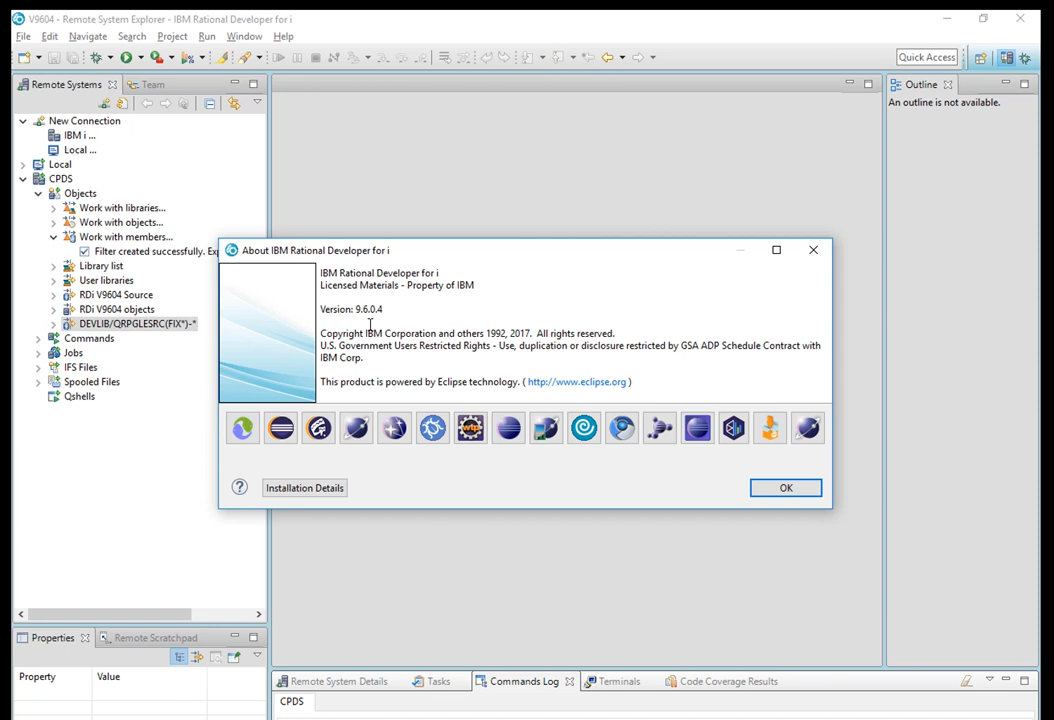 V9604 - Remote System Explorer - IBM Rational Developer for i
File Edit Navigate Search Project Run Window Help
Quick Access
Remote Systems Team
Outline
An outline is not available.
New Connection
IBM i ...
Local ...
Local
CPDS
Objects
Work with libraries...
Work with objects...
Work with members...
Filter created successfully. Exp
Library list
User libraries
RDi V9604 Source
RDi V9604 objects
DEVLIB/QRPGLESRC(FIX*)-*
Commands
Jobs
IFS Files
Spooled Files
Qshells
About IBM Rational Developer for i
IBM Rational Developer for i
Licensed Materials - Property of IBM
Version: 9.6.0.4
Copyright IBM Corporation and others 1992, 2017.  All rights reserved.
U.S. Government Users Restricted Rights - Use, duplication or disclosure restricted by GSA ADP Schedule Contract with
IBM Corp.
This product is powered by Eclipse technology. ( http://www.eclipse.org )
wtp
? Installation Details OK
Properties Remote Scratchpad
Property Value
Remote System Details Tasks Commands Log Terminals Code Coverage Results
CPDS